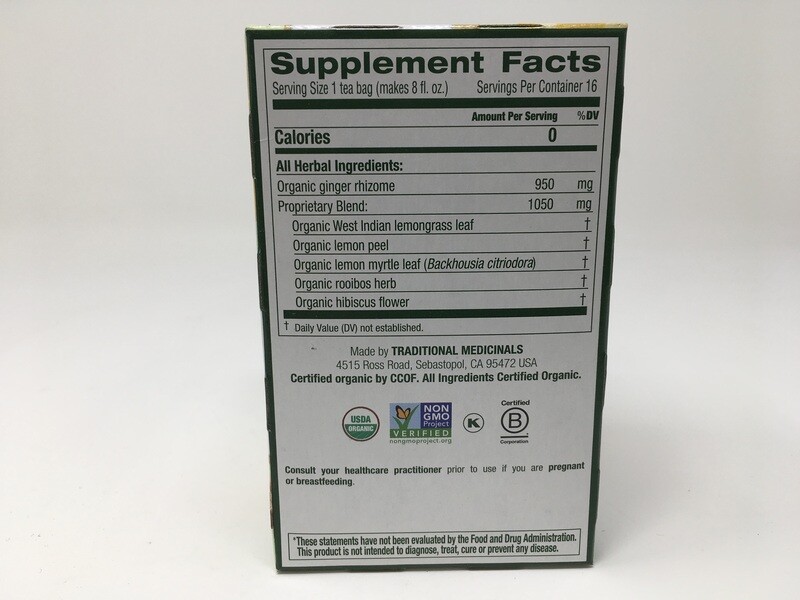 Supplement Facts
Serving Size 1 tea bag (makes 8 fl. oz.) Servings Per Container 16
Amount Per Serving %DV
Calories 0
All Herbal Ingredients:
Organic ginger rhizome 950 mg
Proprietary Blend: 1050 mg
Organic West Indian lemongrass leaf †
Organic lemon peel †
Organic lemon myrtle leaf (Backhousia citriodora) †
Organic rooibos herb †
Organic hibiscus flower †
† Daily Value (DV) not established.
Made by TRADITIONAL MEDICINALS
4515 Ross Road, Sebastopol, CA 95472 USA
Certified organic by CCOF. All Ingredients Certified Organic.
USDA
ORGANIC
NON
GMO
Project
VERIFIED
nongmoproject.org
K
Certified
B
Corporation
Consult your healthcare practitioner prior to use if you are pregnant
or breastfeeding.
*These statements have not been evaluated by the Food and Drug Administration.
This product is not intended to diagnose, treat, cure or prevent any disease.